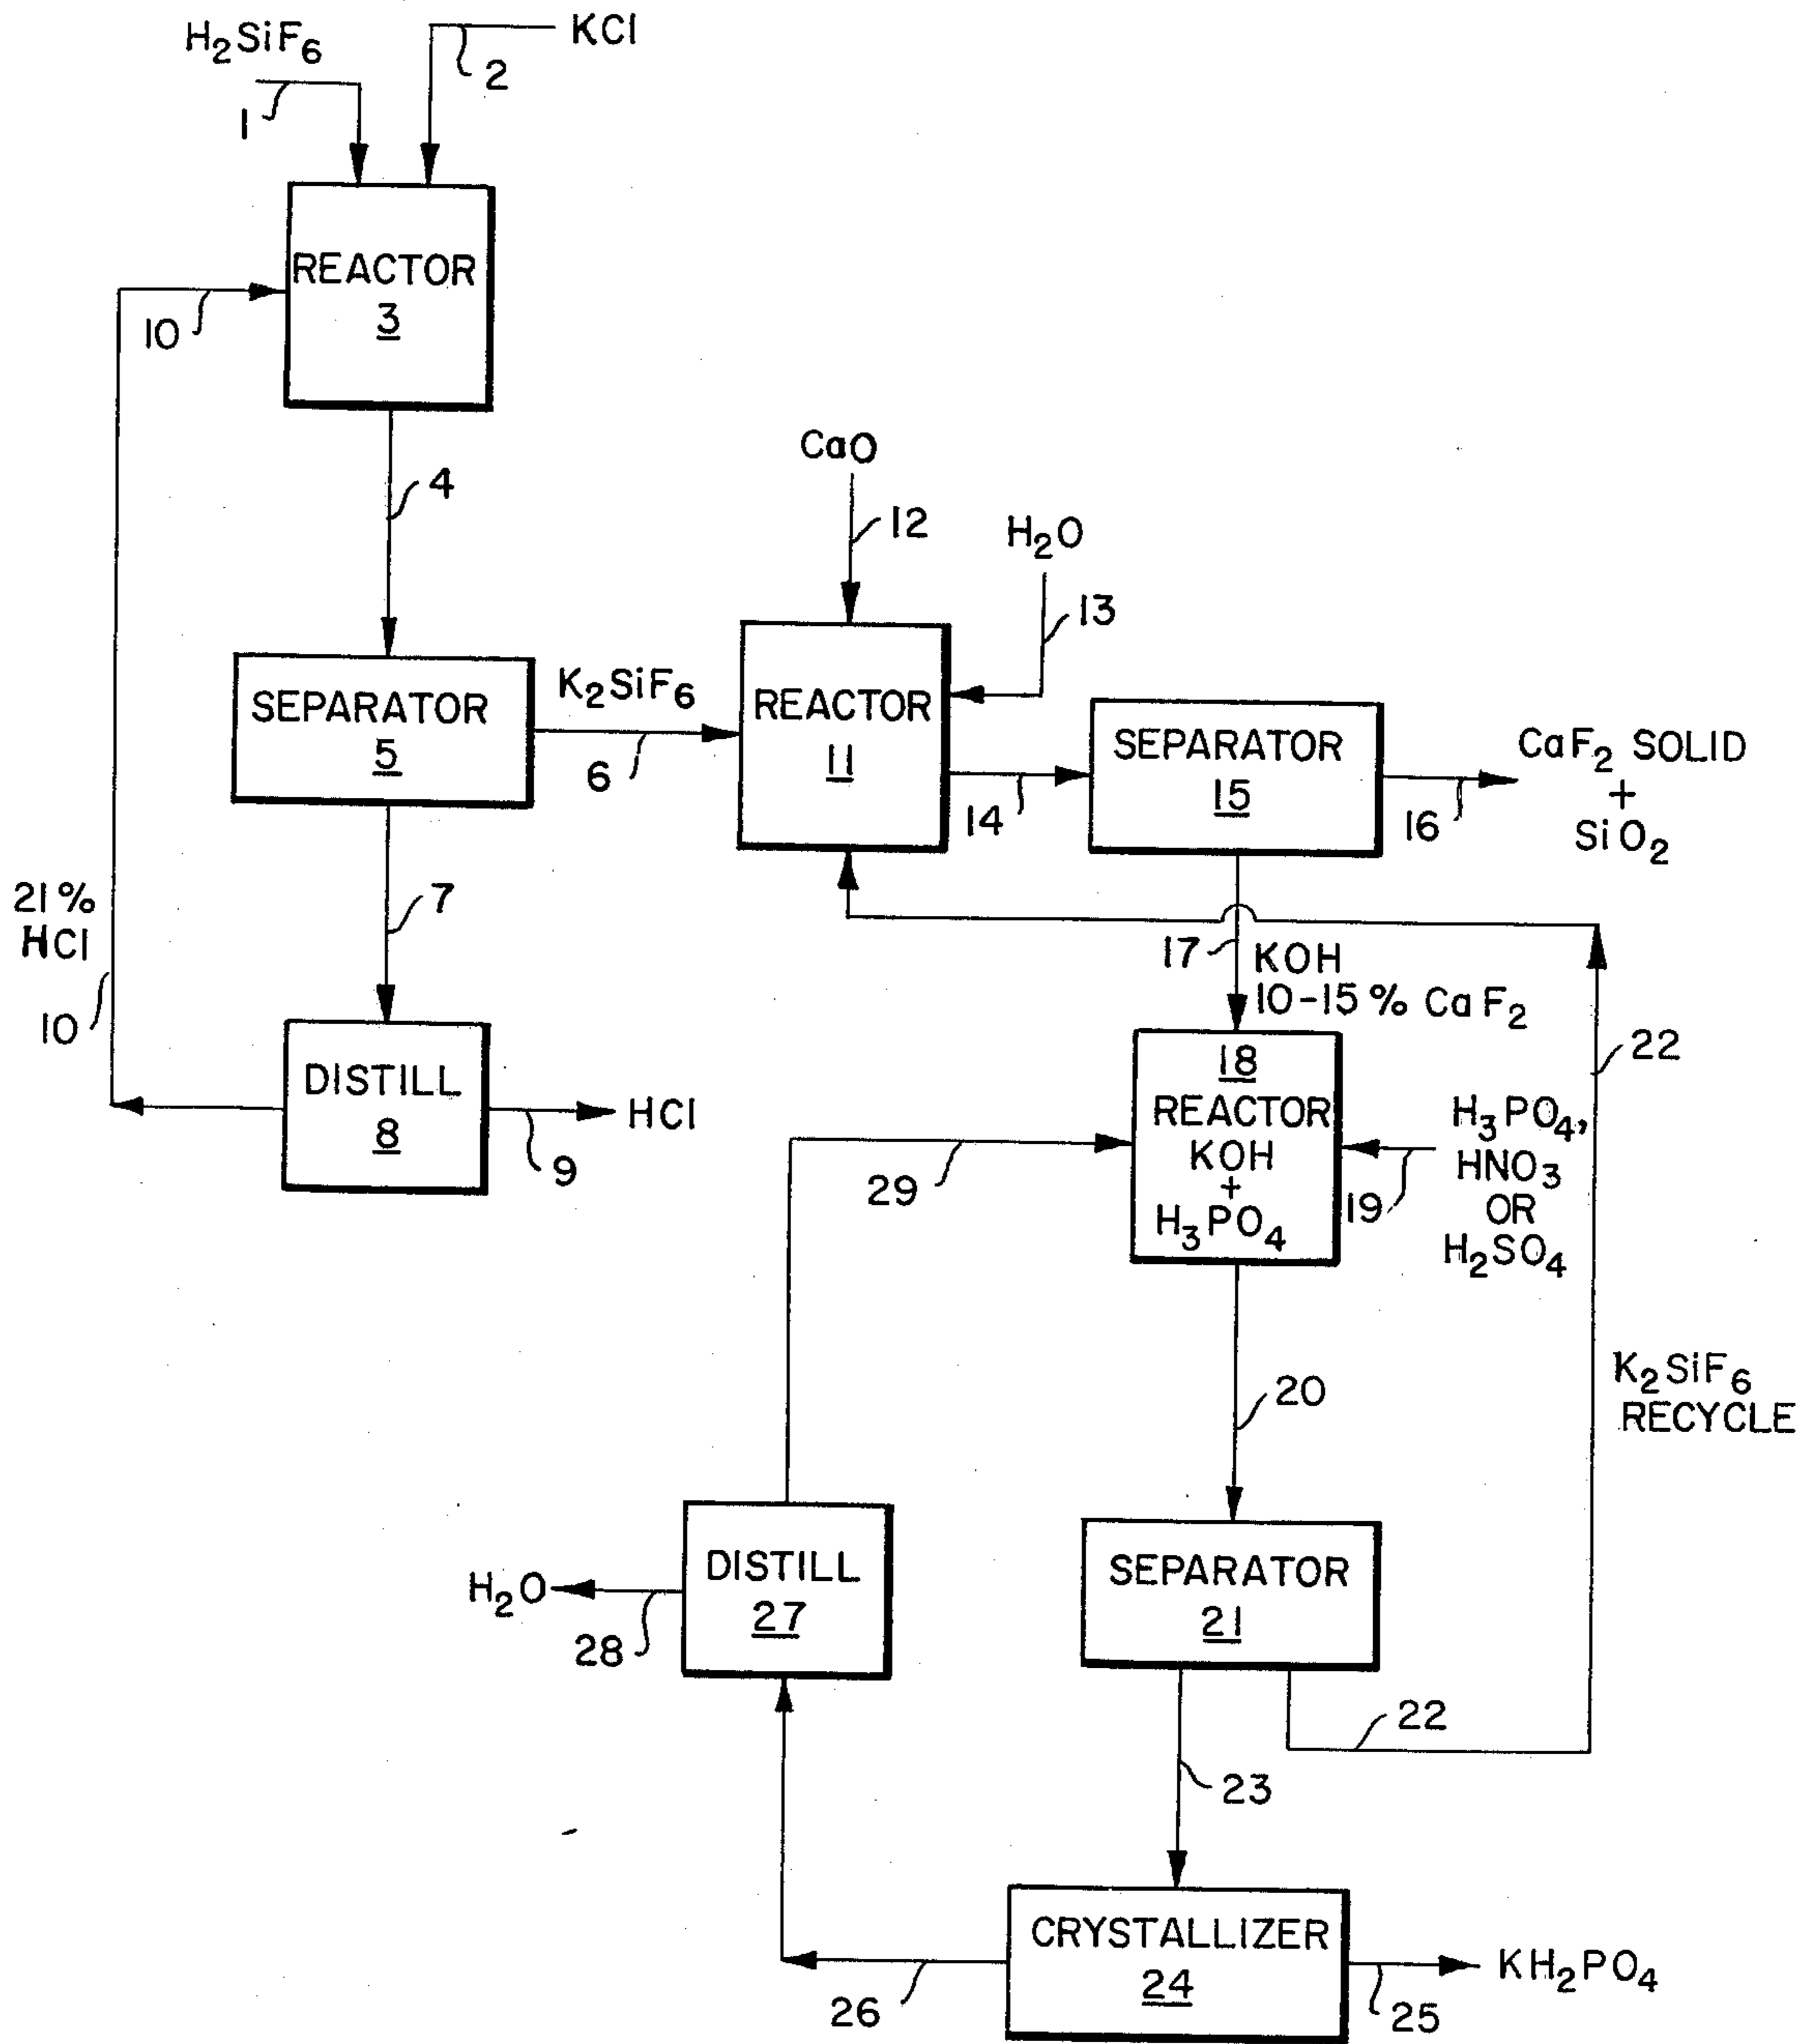 H₂SiF₆
KCl
1
2
REACTOR
3
10
4
CaO
12
H₂O
13
SEPARATOR
5
K₂SiF₆
6
REACTOR
11
14
SEPARATOR
15
16
CaF₂ SOLID
+
SiO₂
21%
HCl
10
7
17
KOH
10-15% CaF₂
22
DISTILL
8
HCl
9
18
REACTOR
KOH
+
H₃PO₄
29
19
H₃PO₄,
HNO₃
OR
H₂SO₄
20
K₂SiF₆
RECYCLE
H₂O
28
DISTILL
27
SEPARATOR
21
22
23
CRYSTALLIZER
24
26
25
KH₂PO₄